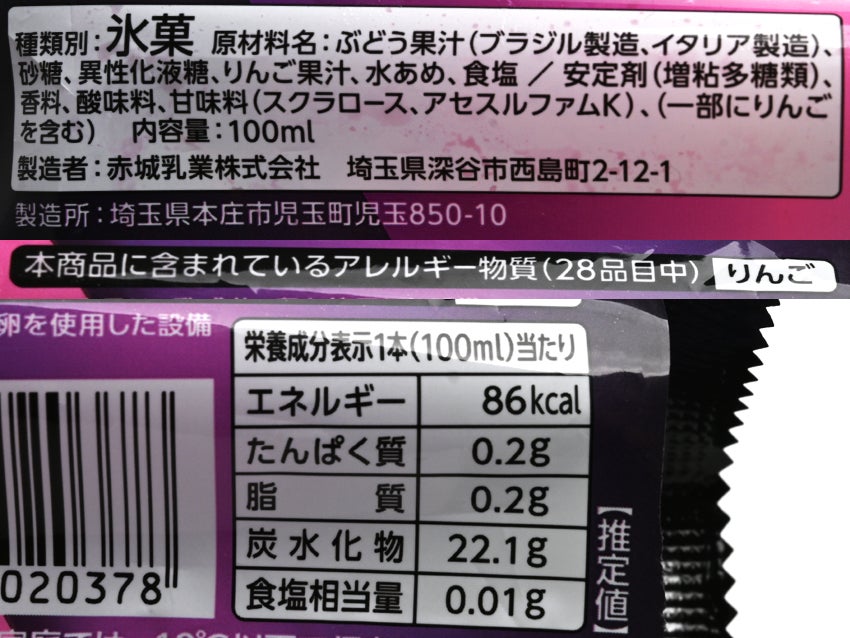 種類別：氷菓 原材料名：ぶどう果汁（ブラジル製造、イタリア製造）、
砂糖、異性化液糖、りんご果汁、水あめ、食塩／安定剤（増粘多糖類）、
香料、酸味料、甘味料（スクラロース、アセスルファムK）、（一部にりんご
を含む） 内容量：100ml
製造者：赤城乳業株式会社 埼玉県深谷市西島町2-12-1
製造所：埼玉県本庄市児玉町児玉850-10
本商品に含まれているアレルギー物質（28品目中） りんご
卵を使用した設備
栄養成分表示1本（100ml）当たり
エネルギー 86kcal
たんぱく質 0.2g
脂質 0.2g
炭水化物 22.1g
食塩相当量 0.01g
【推定値】
020378